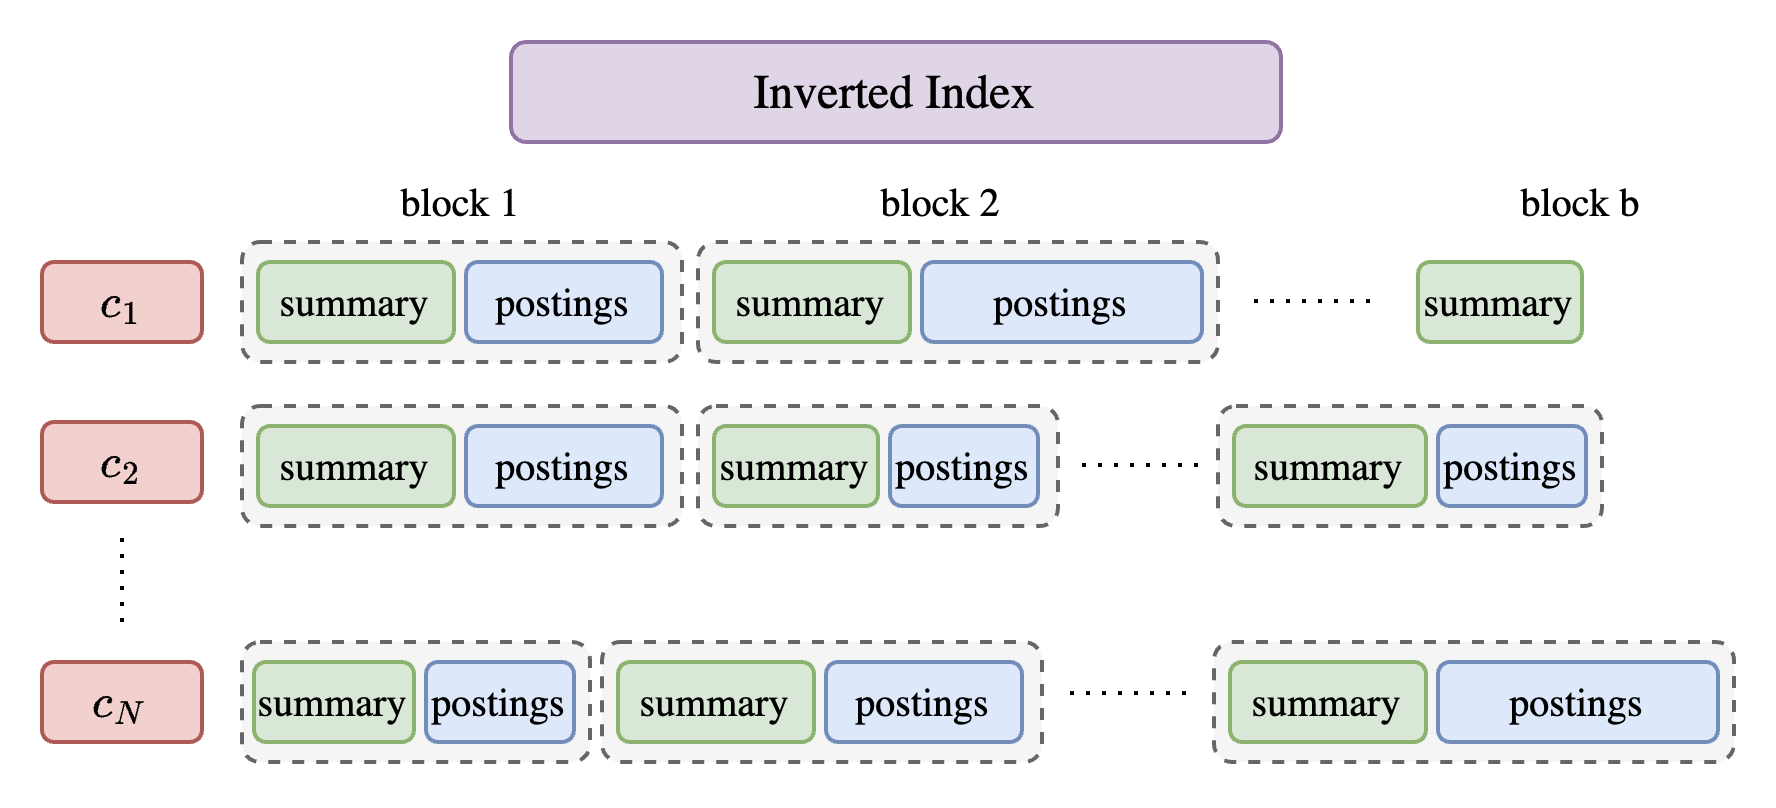 Inverted Index
block 1 block 2 block b
c₁ summary postings summary postings ........ summary
c₂ summary postings summary postings ........ summary postings
c_N summary postings summary postings ........ summary postings